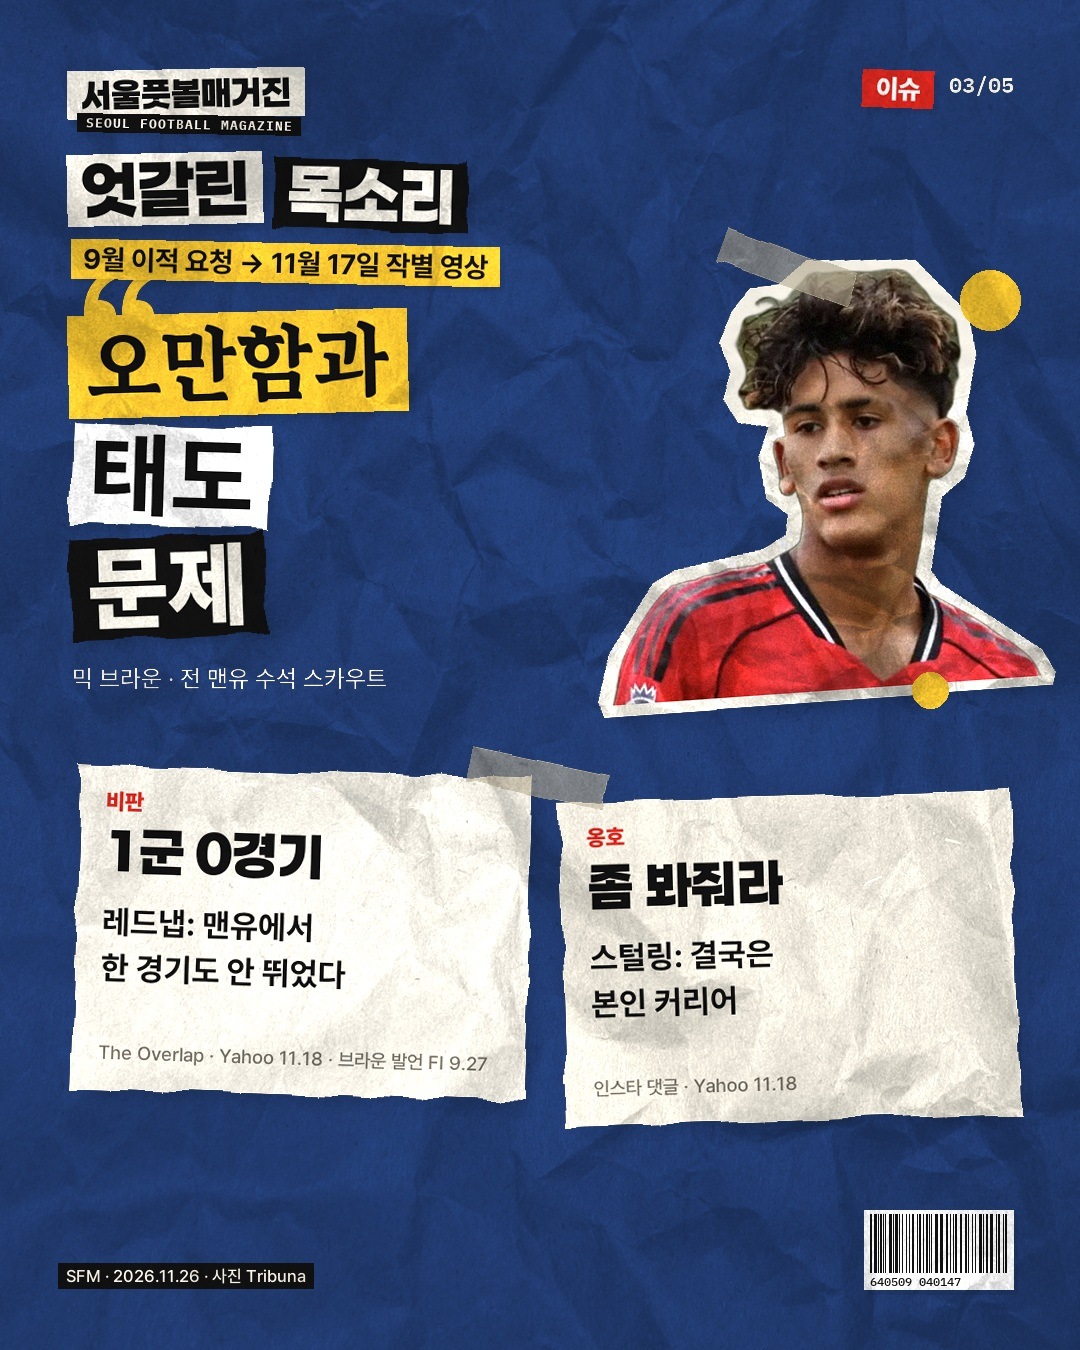 서울풋볼매거진
SEOUL FOOTBALL MAGAZINE
이슈 03/05
엇갈린 목소리
9월 이적 요청 → 11월 17일 작별 영상
“오만함과
태도
문제
믹 브라운 · 전 맨유 수석 스카우트
비판
1군 0경기
레드냅: 맨유에서
한 경기도 안 뛰었다
The Overlap · Yahoo 11.18 · 브라운 발언 FI 9.27
옹호
좀 봐줘라
스털링: 결국은
본인 커리어
인스타 댓글 · Yahoo 11.18
SFM · 2026.11.26 · 사진 Tribuna
640509 040147